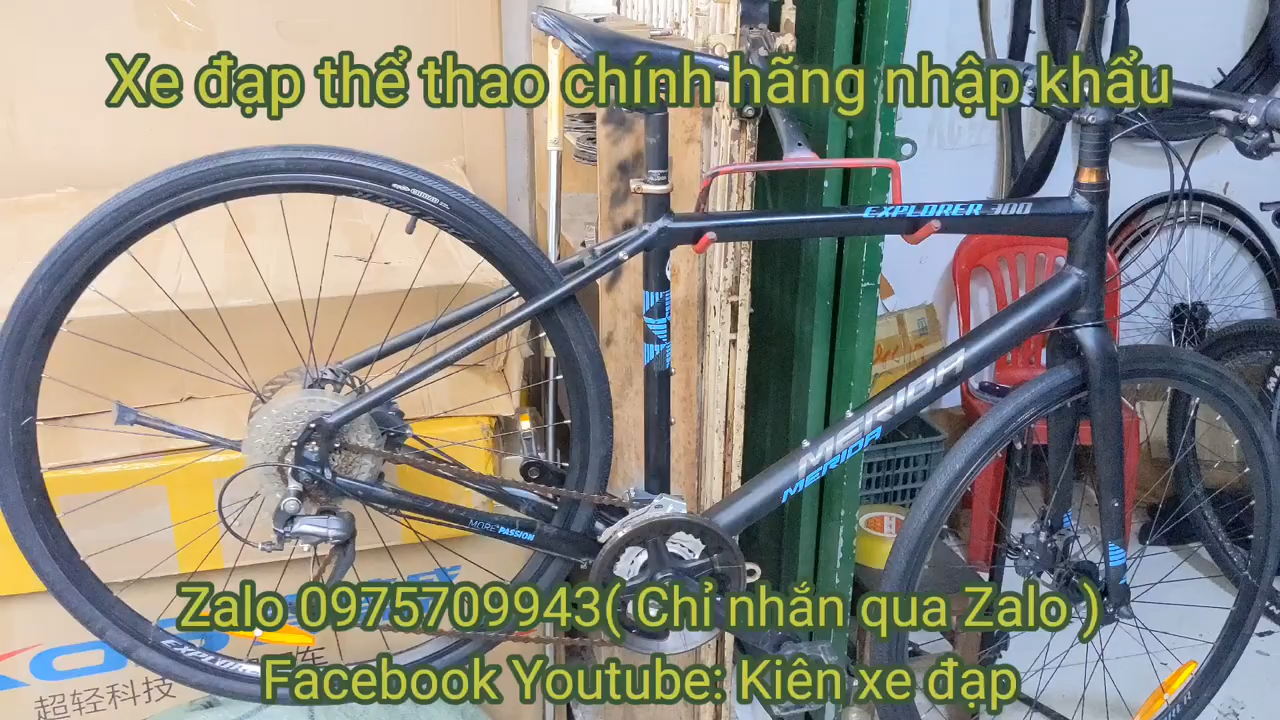 Xe đạp thể thao chính hãng nhập khẩu
EXPLORER 300
MERIDA
MERIDA
MORE PASSION
Zalo 0975709943( Chỉ nhắn qua Zalo )
Facebook Youtube: Kiên xe đạp
超轻科技